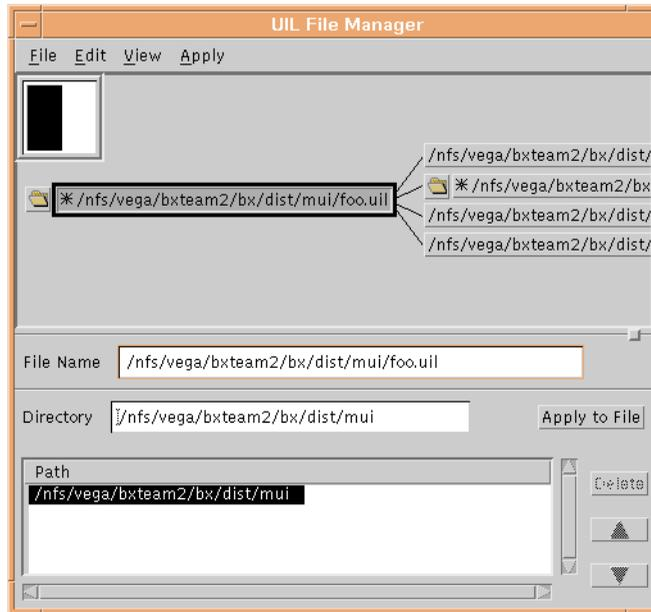 UIL File Manager
File Edit View Apply
/nfs/vega/bxteam2/bx/dist/
* /nfs/vega/bxteam2/bx
* /nfs/vega/bxteam2/bx/dist/mui/foo.uil
/nfs/vega/bxteam2/bx/dist/
/nfs/vega/bxteam2/bx/dist/
File Name /nfs/vega/bxteam2/bx/dist/mui/foo.uil
Directory /nfs/vega/bxteam2/bx/dist/mui Apply to File
Path
/nfs/vega/bxteam2/bx/dist/mui
Delete